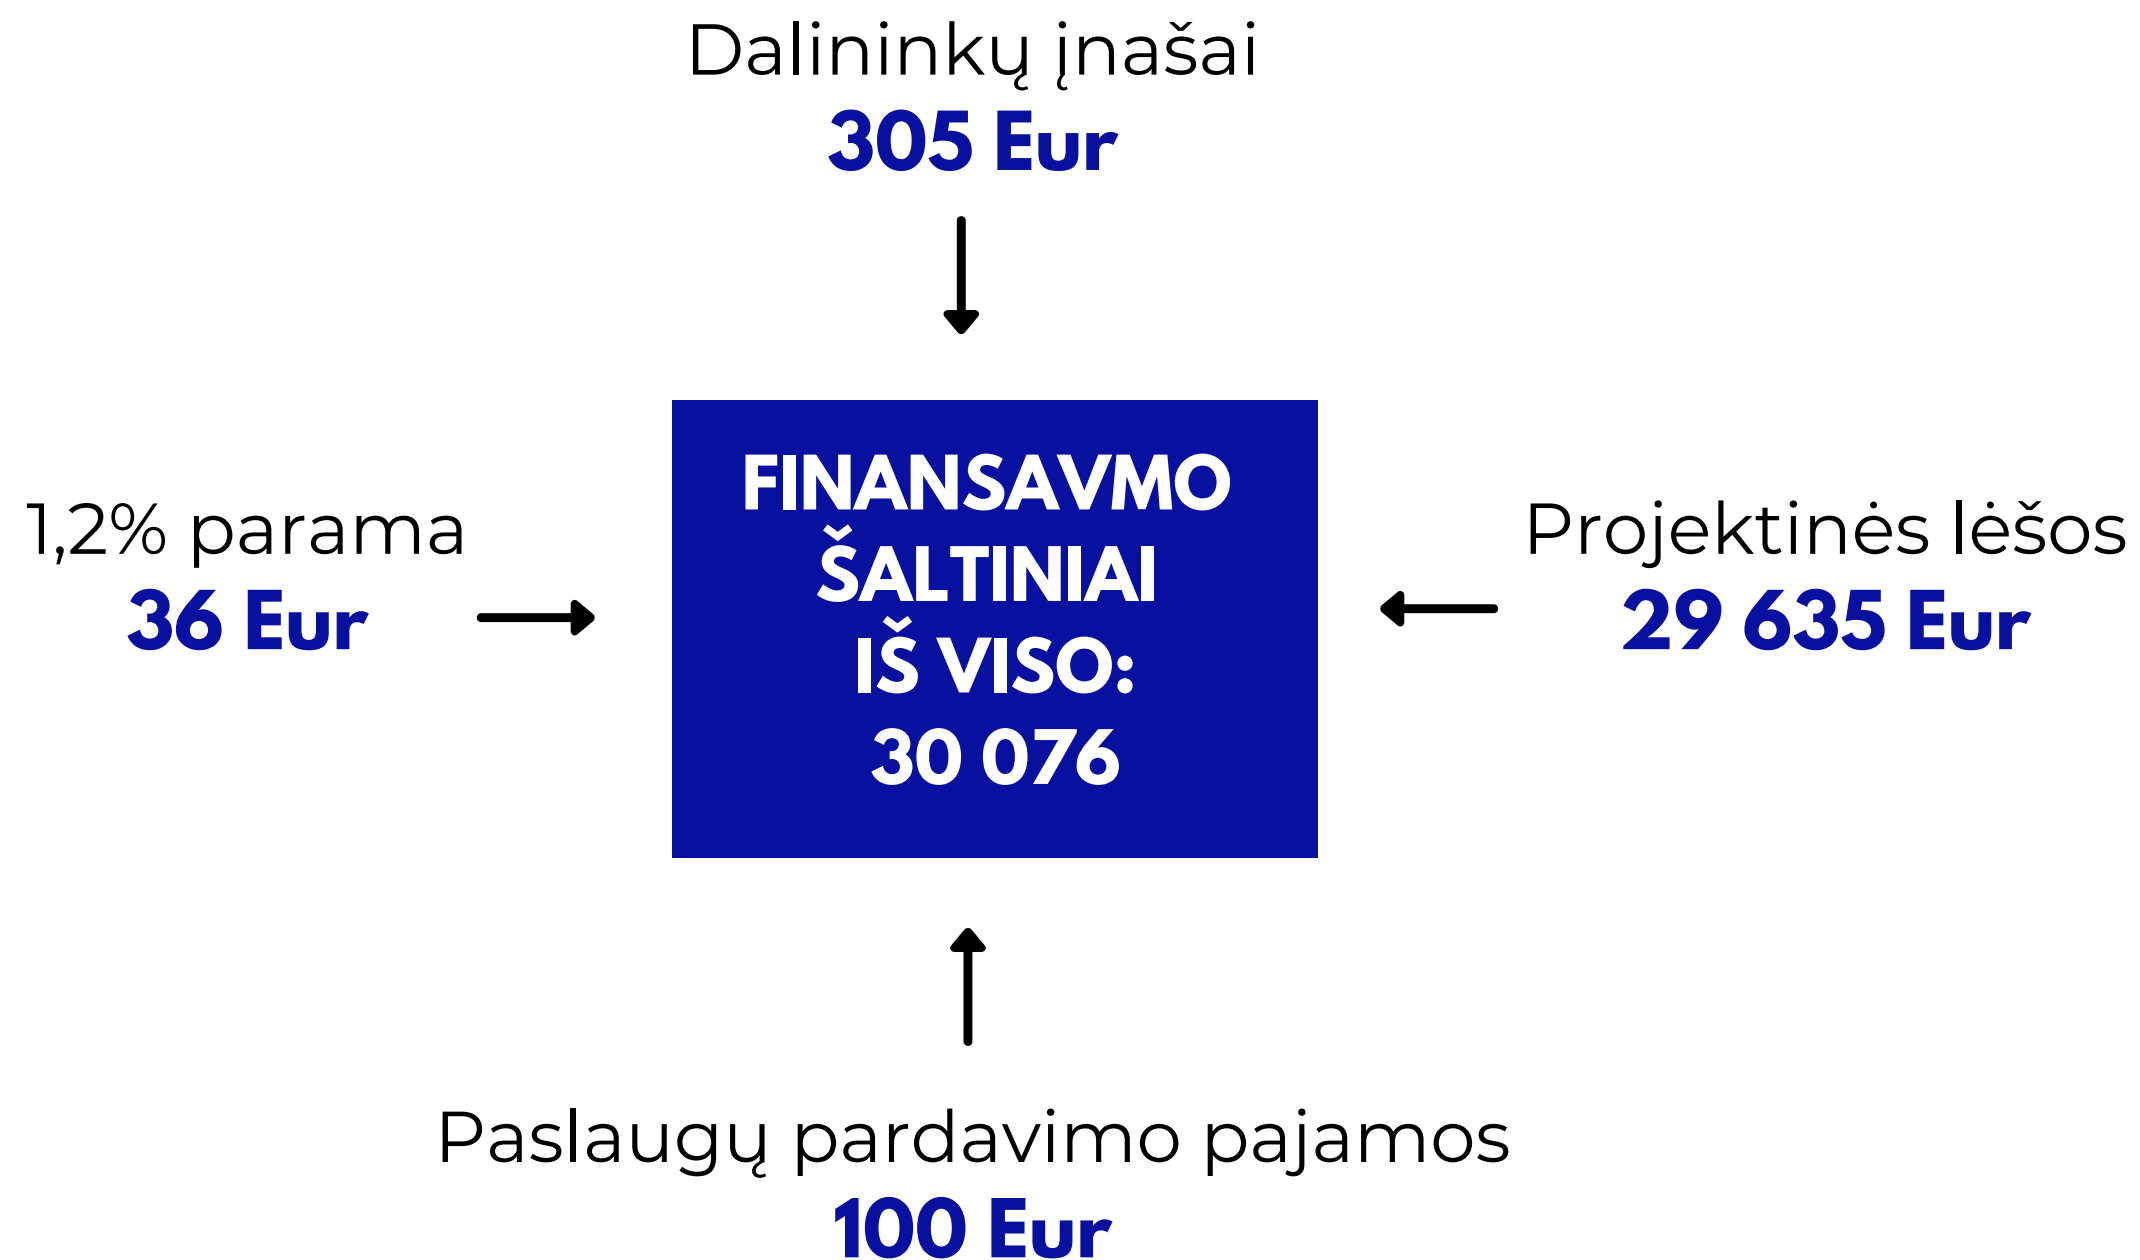 Dalininkų įnašai
305 Eur
1,2% parama
36 Eur
FINANSAVMO
ŠALTINIAI
IŠ VISO:
30 076
Projektinės lėšos
29 635 Eur
Paslaugų pardavimo pajamos
100 Eur